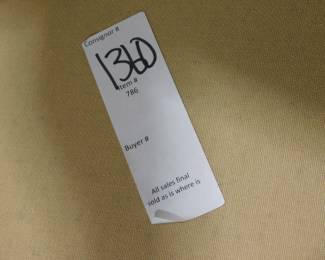 Consignor #
1360
Item #
786
Buyer #
All sales final
sold as is where is